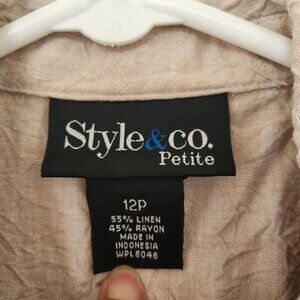 Style&co.
Petite
12P
55% LINEN
45% RAYON
MADE IN
INDONESIA
WPL8046